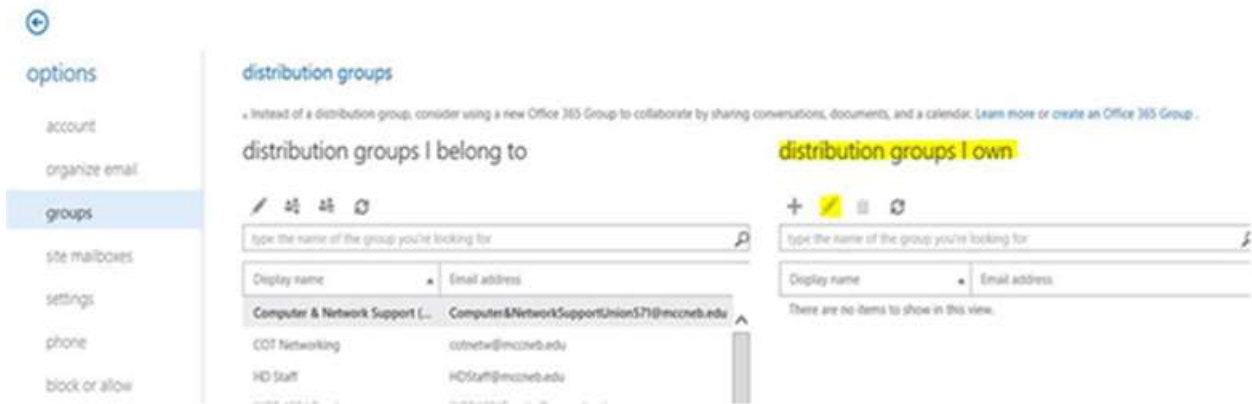 options
account
organize email
groups
site mailboxes
settings
phone
block or allow
distribution groups
Instead of a distribution group, consider using a new Office 365 Group to collaborate by sharing conversations, documents, and a calendar. Learn more or create an Office 365 Group .
distribution groups I belong to
type the name of the group you're looking for
Display name Email address
Computer & Network Support (... Computer&NetworkSupportUnion571@mccneb.edu
COT Networking cotnetw@mccneb.edu
HD Staff HDStaff@mccneb.edu
distribution groups I own
type the name of the group you're looking for
Display name Email address
There are no items to show in this view.